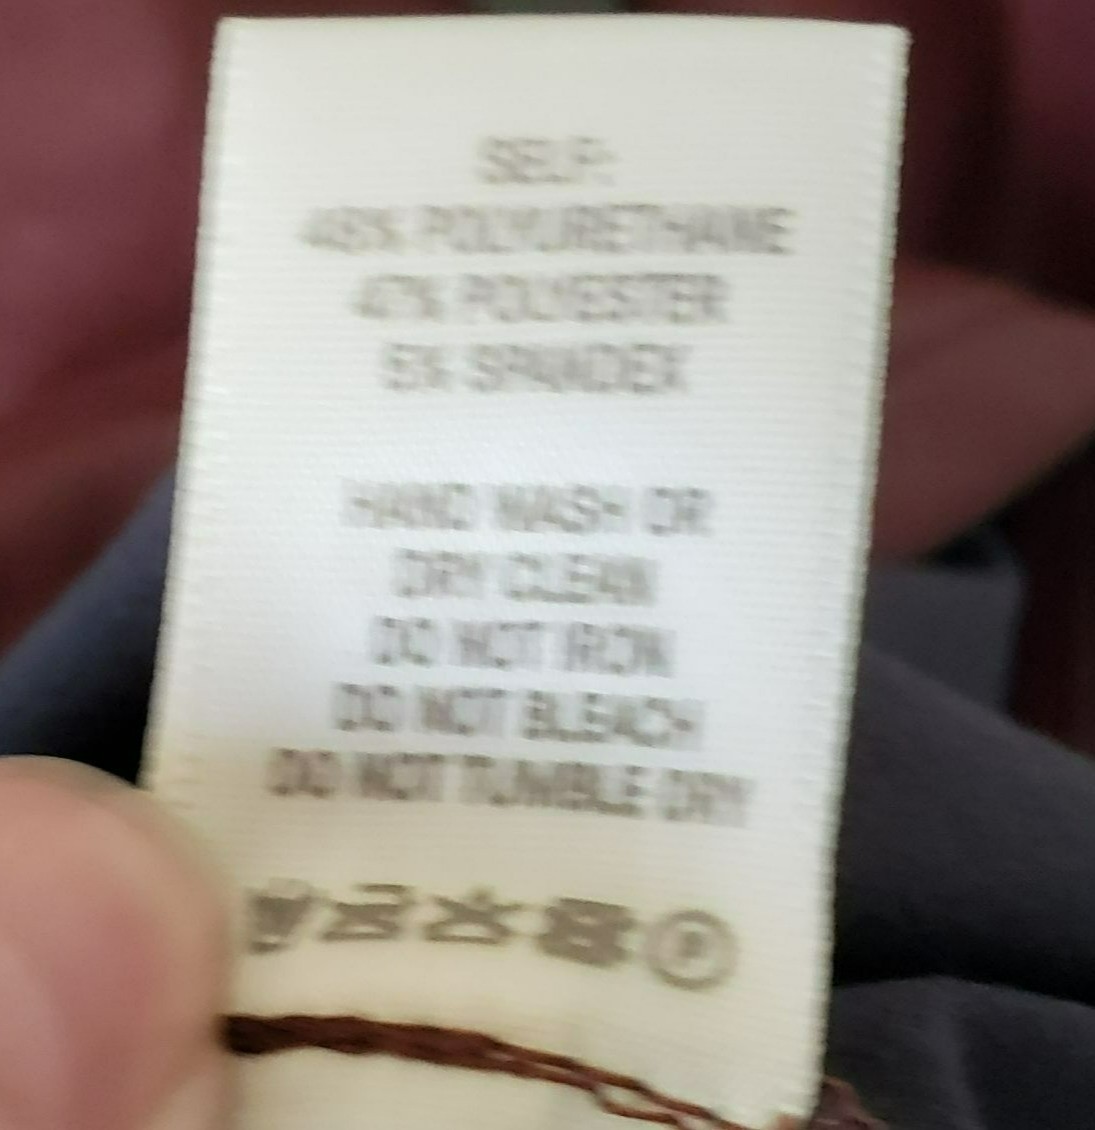 SELF:
48% POLYURETHANE
47% POLYESTER
5% SPANDEX
HAND WASH OR
DRY CLEAN
DO NOT IRON
DO NOT BLEACH
DO NOT TUMBLE DRY
P